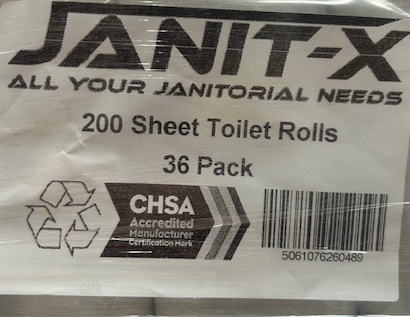 JANIT-X
ALL YOUR JANITORIAL NEEDS
200 Sheet Toilet Rolls
36 Pack
CHSA
Accredited
Manufacturer
Certification Mark
5061076260489